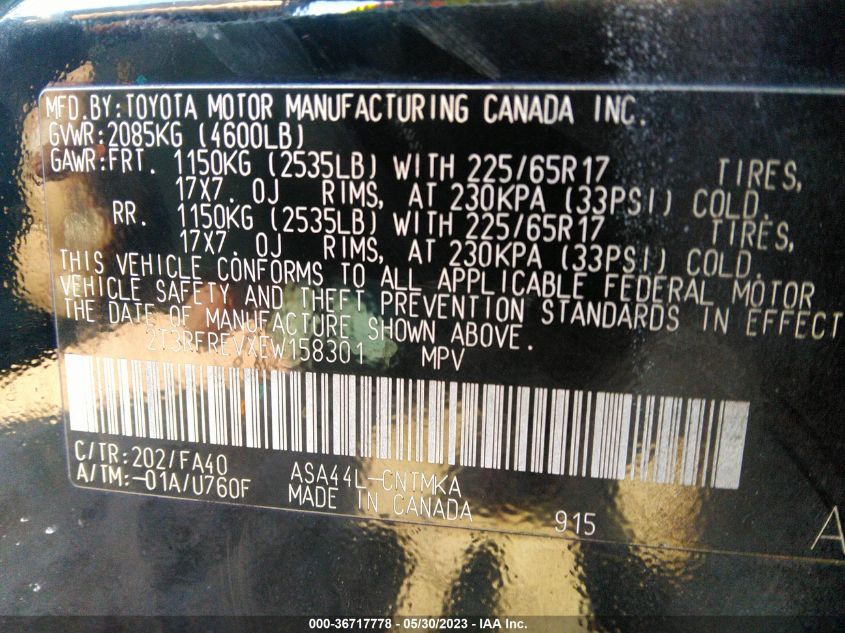 MFD.BY:TOYOTA MOTOR MANUFACTURING CANADA INC.
GVWR:2085KG (4600LB)
GAWR:FRT. 1150KG (2535LB) WITH 225/65R17 TIRES,
17X7.0J RIMS, AT 230KPA (33PSI) COLD.
RR. 1150KG (2535LB) WITH 225/65R17 TIRES,
17X7.0J RIMS, AT 230KPA (33PSI) COLD.
THIS VEHICLE CONFORMS TO ALL APPLICABLE FEDERAL MOTOR
VEHICLE SAFETY AND THEFT PREVENTION STANDARDS IN EFFECT
THE DATE OF MANUFACTURE SHOWN ABOVE.
2T3RFREVXEW158301 MPV
C/TR:202/FA40 ASA44L-CNTMKA
A/TM:-01A/U760F MADE IN CANADA 915
A
000-36717778 - 05/30/2023 - IAA Inc.